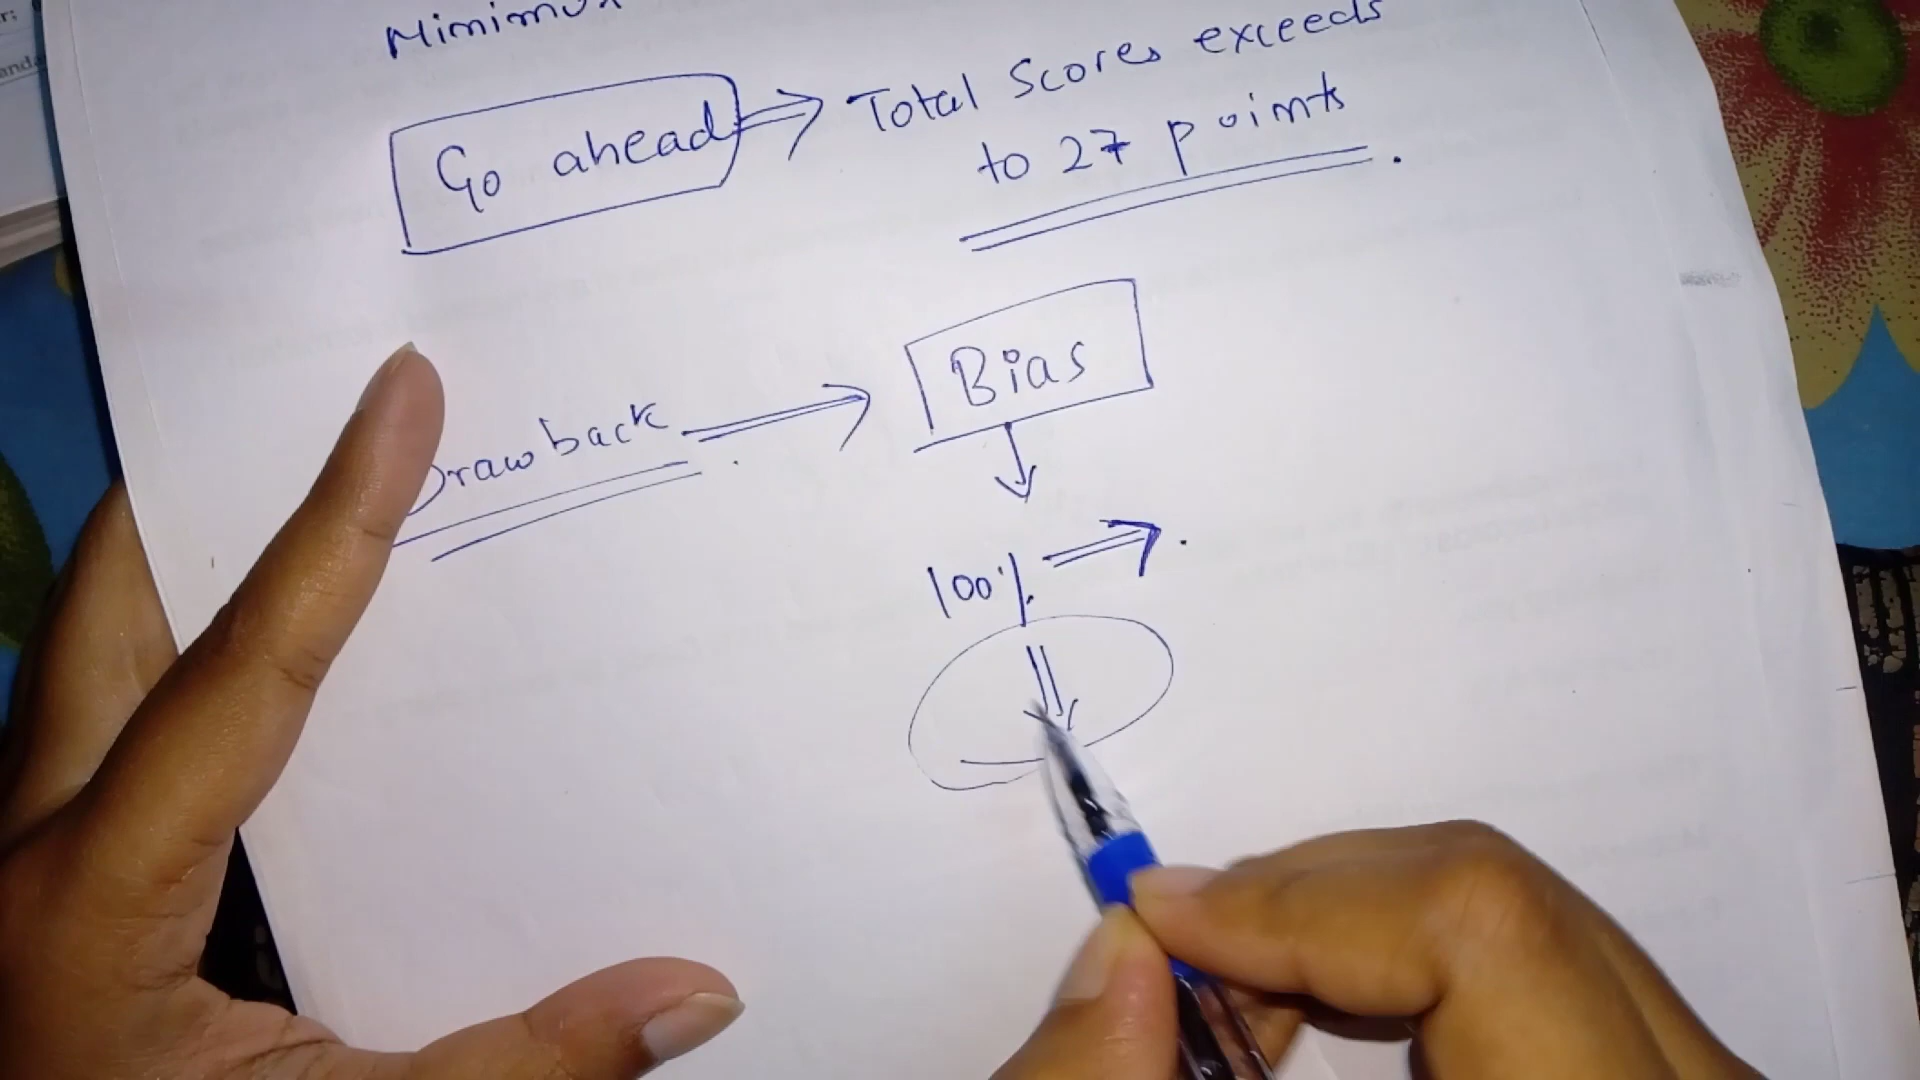 Go ahead ⇒ Total Scores exceeds
to 27 points.
Drawback ⇒ Bias
100%